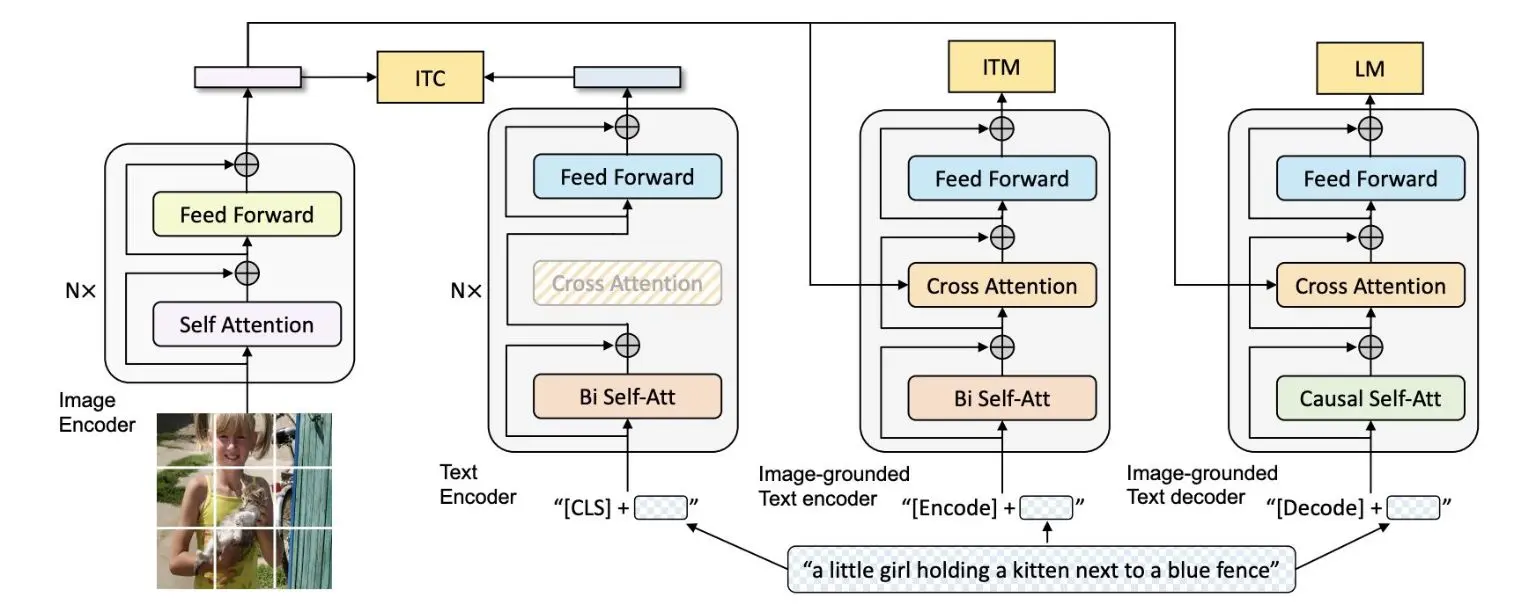 ITC
ITM
LM
Feed Forward
Self Attention
N×
Image
Encoder
Feed Forward
Cross Attention
Bi Self-Att
N×
Text
Encoder
“[CLS] + ”
Feed Forward
Cross Attention
Bi Self-Att
Image-grounded
Text encoder
“[Encode] + ”
Feed Forward
Cross Attention
Causal Self-Att
Image-grounded
Text decoder
“[Decode] + ”
“a little girl holding a kitten next to a blue fence”